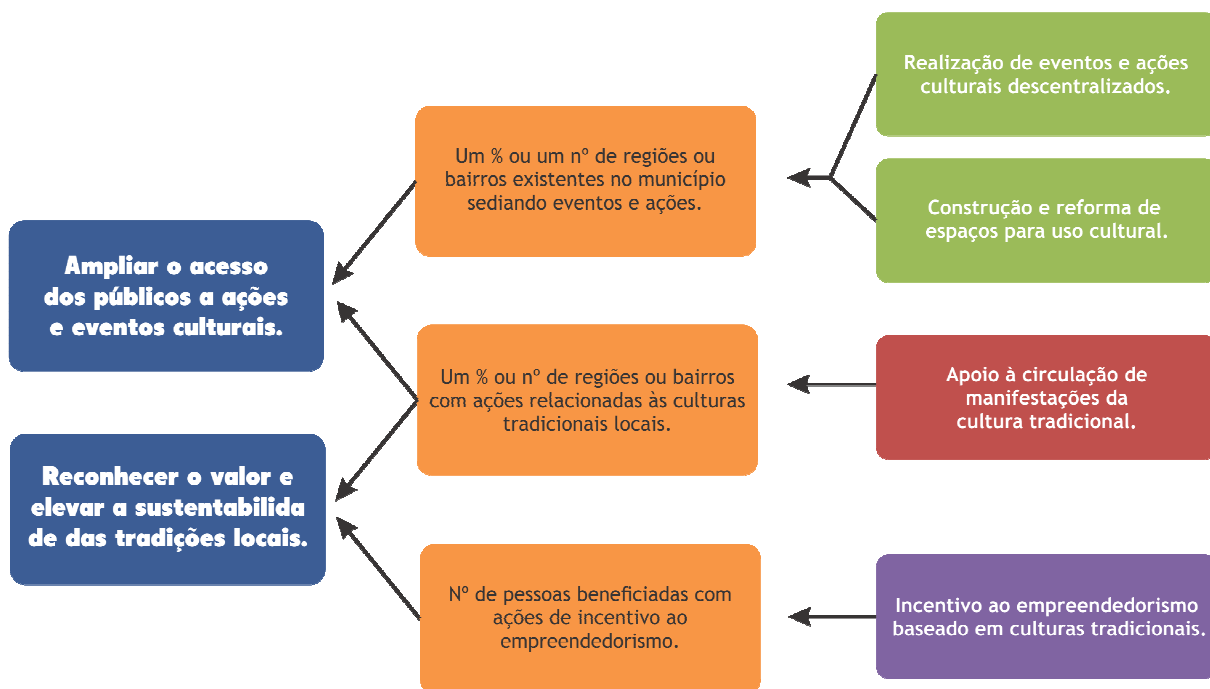 Ampliar o acesso
dos públicos a ações
e eventos culturais.
Reconhecer o valor e
elevar a sustentabilida
de das tradições locais.
Um % ou um nº de regiões ou
bairros existentes no município
sediando eventos e ações.
Um % ou nº de regiões ou bairros
com ações relacionadas às culturas
tradicionais locais.
Nº de pessoas beneficiadas com
ações de incentivo ao
empreendedorismo.
Realização de eventos e ações
culturais descentralizados.
Construção e reforma de
espaços para uso cultural.
Apoio à circulação de
manifestações da
cultura tradicional.
Incentivo ao empreendedorismo
baseado em culturas tradicionais.